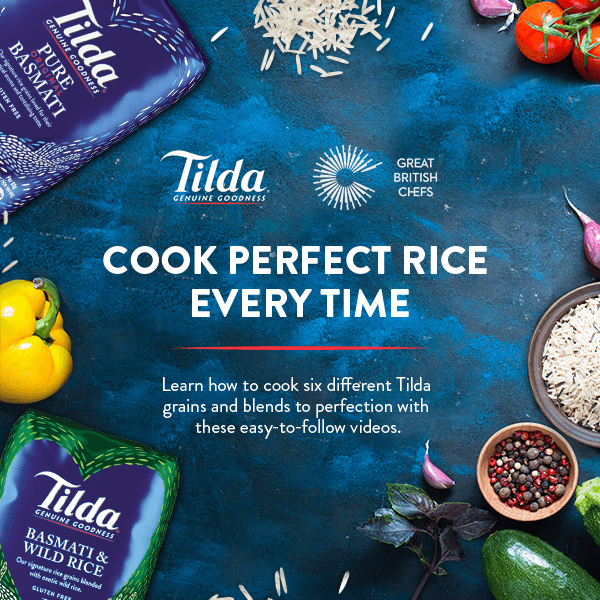 Tilda
GENUINE GOODNESS
PURE
ORIGINAL
BASMATI
Tilda
GENUINE GOODNESS
GREAT
BRITISH
CHEFS
COOK PERFECT RICE
EVERY TIME
Learn how to cook six different Tilda
grains and blends to perfection with
these easy-to-follow videos.
Tilda
GENUINE GOODNESS
BASMATI &
WILD RICE
Our signature rice grains blended
with exotic wild rice.
GLUTEN FREE